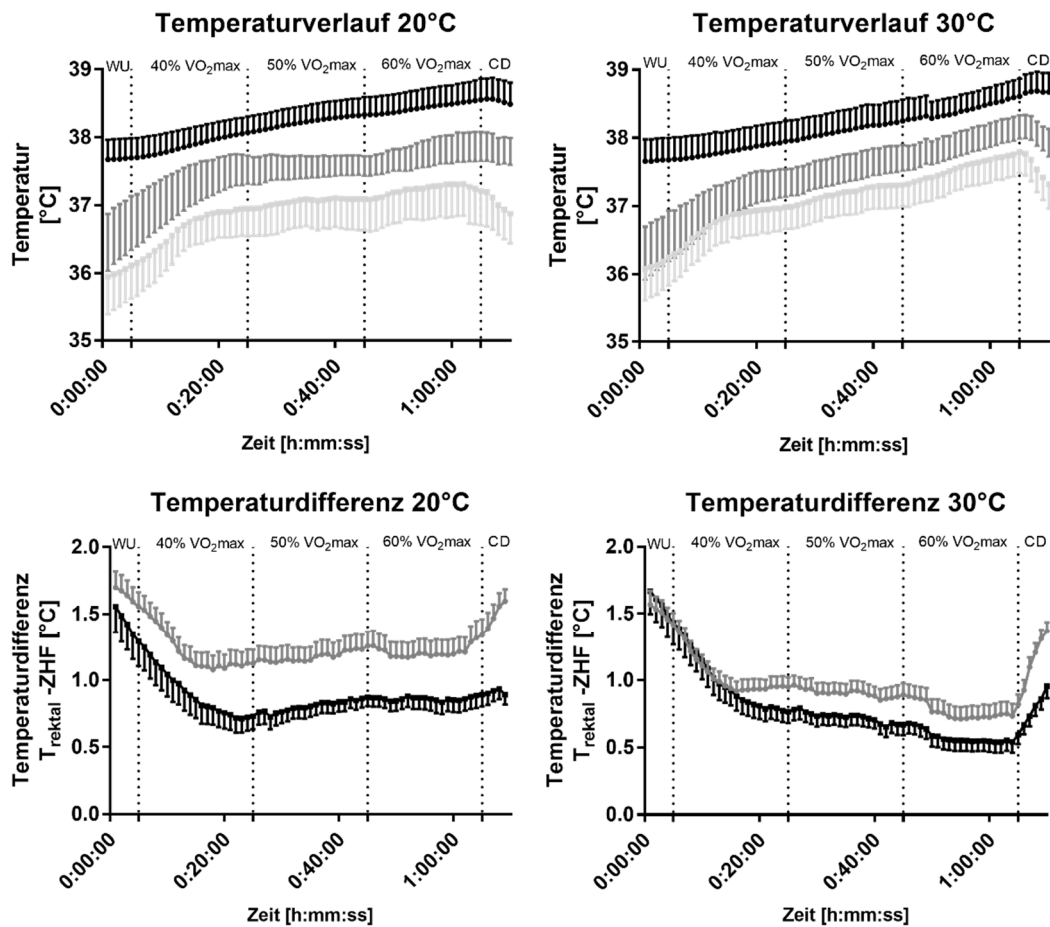 Temperaturverlauf 20°C
WU 40% VO₂max 50% VO₂max 60% VO₂max CD
39
38
37
36
35
Temperatur
[°C]
0:00:00 0:20:00 0:40:00 1:00:00
Zeit [h:mm:ss]
Temperaturverlauf 30°C
WU 40% VO₂max 50% VO₂max 60% VO₂max CD
39
38
37
36
35
Temperatur
[°C]
0:00:00 0:20:00 0:40:00 1:00:00
Zeit [h:mm:ss]
Temperaturdifferenz 20°C
WU 40% VO₂max 50% VO₂max 60% VO₂max CD
2.0
1.5
1.0
0.5
0.0
Temperaturdifferenz
T rektal -ZHF [°C]
0:00:00 0:20:00 0:40:00 1:00:00
Zeit [h:mm:ss]
Temperaturdifferenz 30°C
WU 40% VO₂max 50% VO₂max 60% VO₂max CD
2.0
1.5
1.0
0.5
0.0
Temperaturdifferenz
T rektal -ZHF [°C]
0:00:00 0:20:00 0:40:00 1:00:00
Zeit [h:mm:ss]